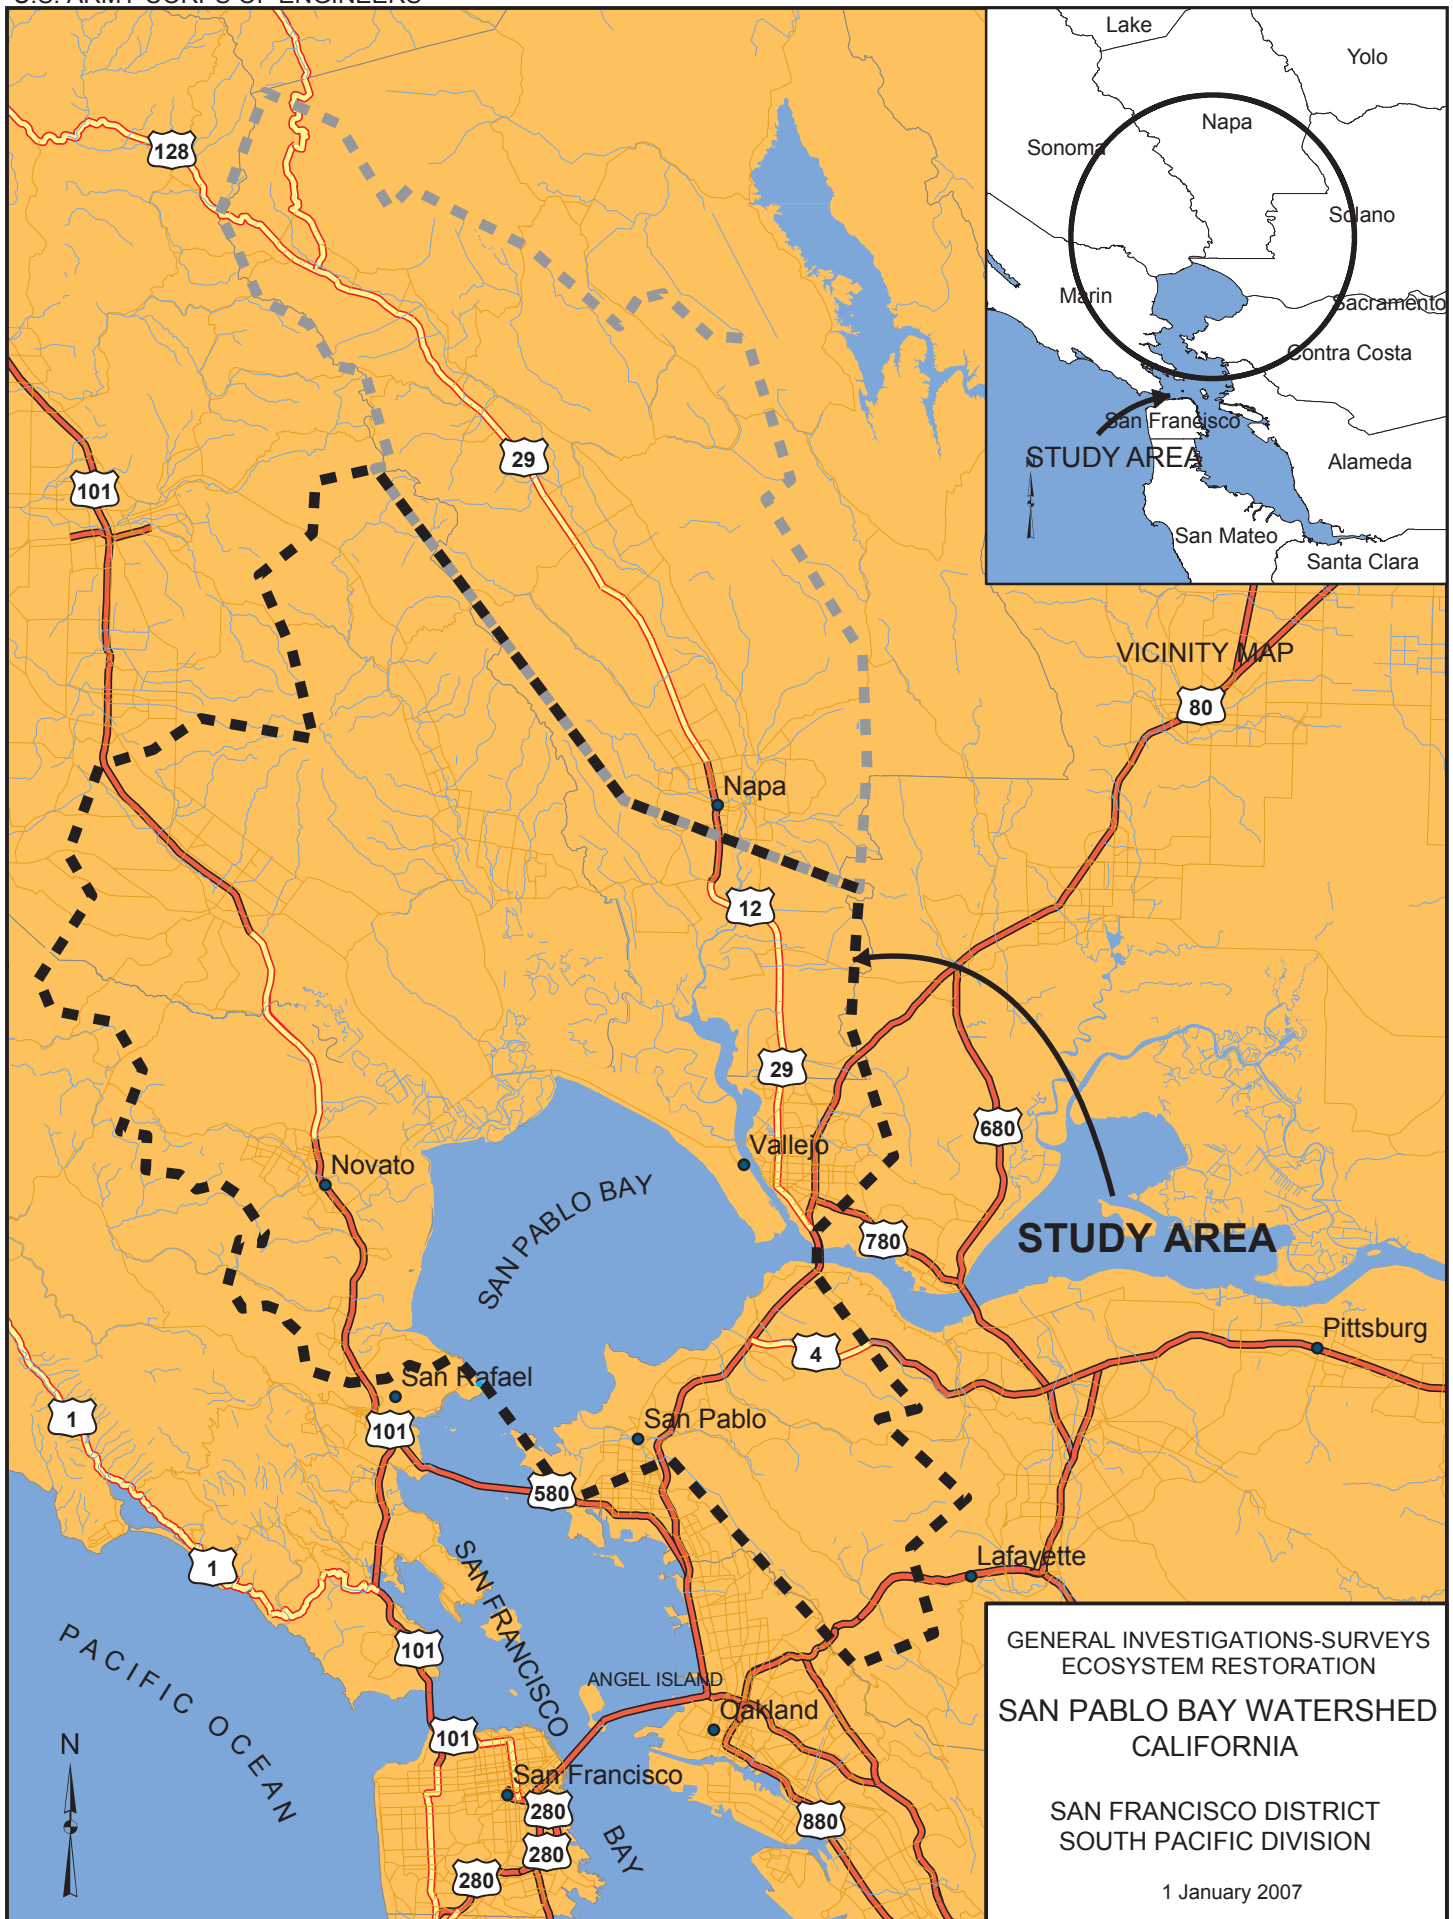 U.S. ARMY CORPS OF ENGINEERS
Lake
Yolo
Napa
Sonoma
Solano
Marin
Sacramento
Contra Costa
San Francisco
STUDY AREA
Alameda
N
San Mateo
Santa Clara
VICINITY MAP
128
29
101
80
Napa
12
29
680
Vallejo
Novato
SAN PABLO BAY
780
STUDY AREA
Pittsburg
4
San Rafael
1
101
San Pablo
580
SAN FRANCISCO
BAY
Lafayette
1
101
PACIFIC OCEAN
ANGEL ISLAND
Oakland
N
101
San Francisco
280
280
280
880
GENERAL INVESTIGATIONS-SURVEYS
ECOSYSTEM RESTORATION
SAN PABLO BAY WATERSHED
CALIFORNIA
SAN FRANCISCO DISTRICT
SOUTH PACIFIC DIVISION
1 January 2007